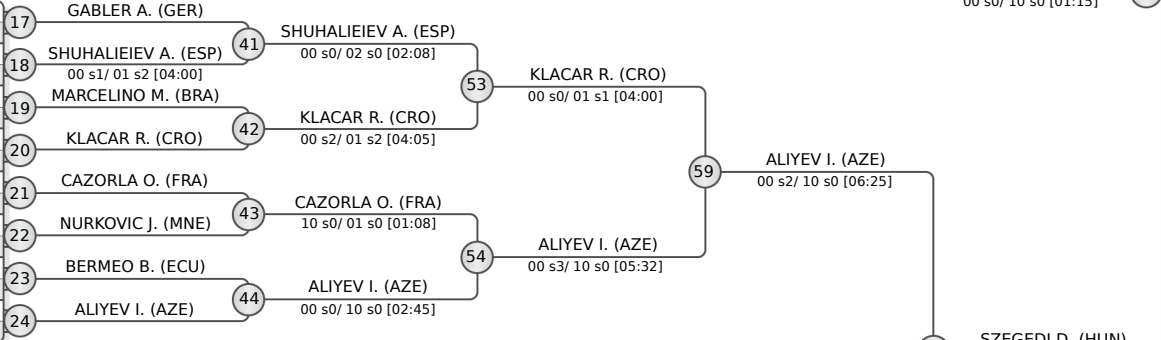 00 s0/ 10 s0 [01:15]
17 GABLER A. (GER)
18 SHUHALIEIEV A. (ESP)
00 s1/ 01 s2 [04:00]
41 SHUHALIEIEV A. (ESP)
00 s0/ 02 s0 [02:08]
19 MARCELINO M. (BRA)
20 KLACAR R. (CRO)
42 KLACAR R. (CRO)
00 s2/ 01 s2 [04:05]
53 KLACAR R. (CRO)
00 s0/ 01 s1 [04:00]
21 CAZORLA O. (FRA)
22 NURKOVIC J. (MNE)
43 CAZORLA O. (FRA)
10 s0/ 01 s0 [01:08]
23 BERMEO B. (ECU)
24 ALIYEV I. (AZE)
44 ALIYEV I. (AZE)
00 s0/ 10 s0 [02:45]
54 ALIYEV I. (AZE)
00 s3/ 10 s0 [05:32]
59 ALIYEV I. (AZE)
00 s2/ 10 s0 [06:25]
SZEGEDI D. (HUN)